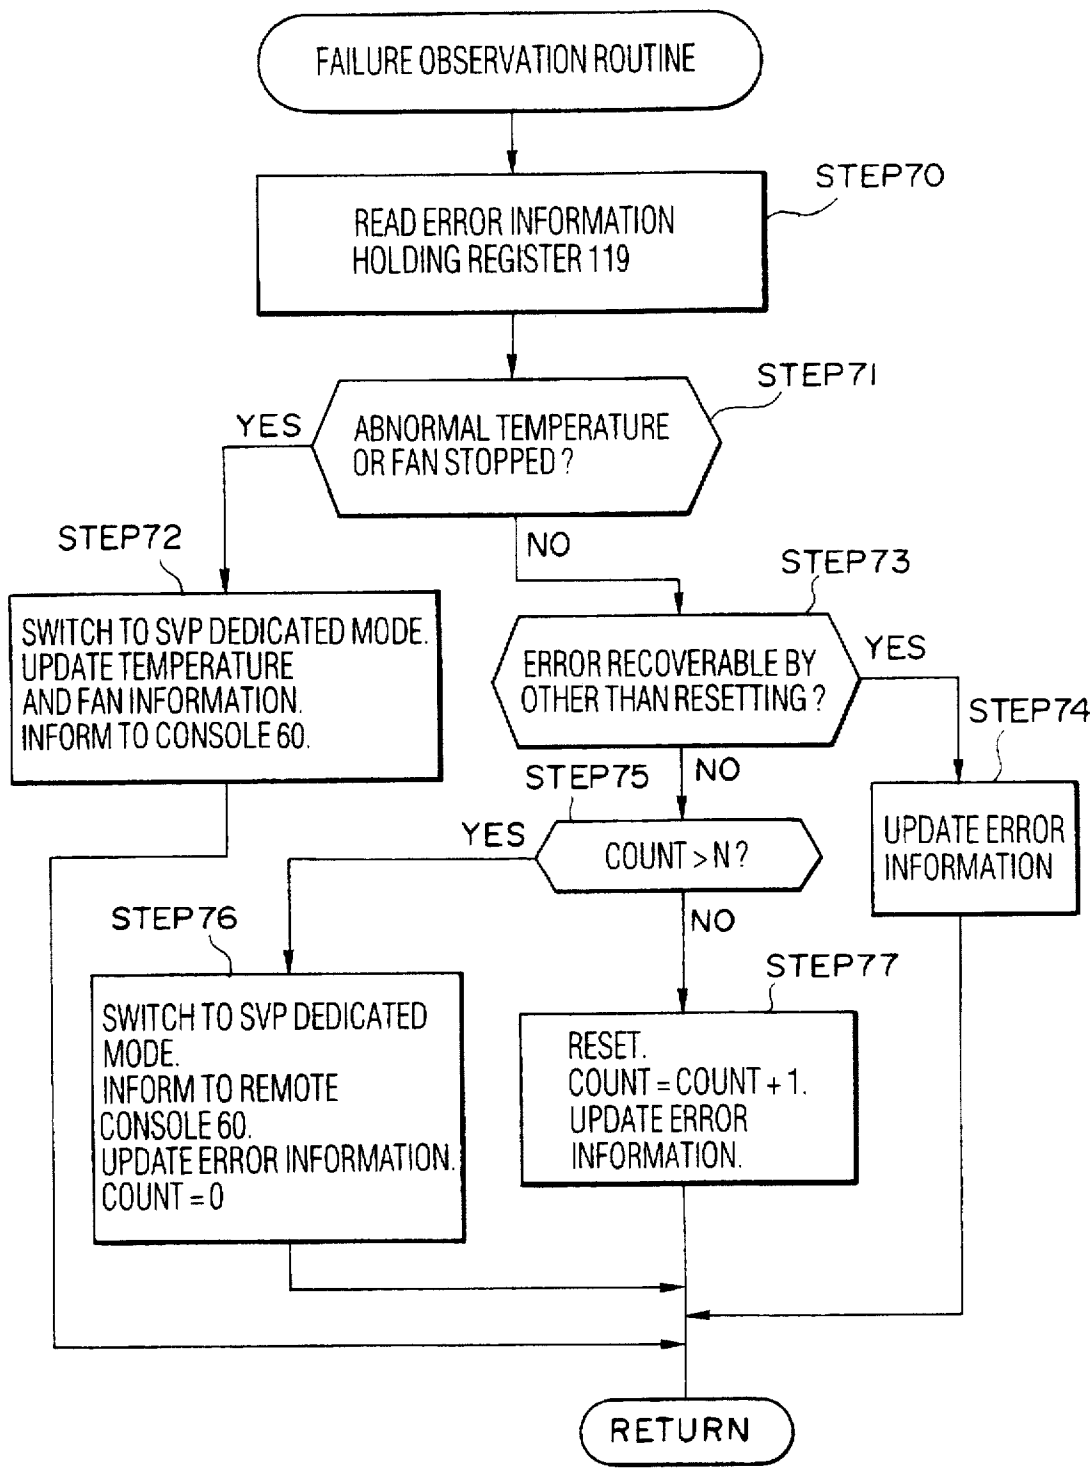 FAILURE OBSERVATION ROUTINE
STEP70
READ ERROR INFORMATION
HOLDING REGISTER 119
STEP71
YES
ABNORMAL TEMPERATURE
OR FAN STOPPED ?
NO
STEP72
SWITCH TO SVP DEDICATED MODE.
UPDATE TEMPERATURE
AND FAN INFORMATION.
INFORM TO CONSOLE 60.
STEP73
ERROR RECOVERABLE BY
OTHER THAN RESETTING ?
YES
STEP74
UPDATE ERROR
INFORMATION
NO
STEP75
YES
COUNT > N ?
NO
STEP76
SWITCH TO SVP DEDICATED
MODE.
INFORM TO REMOTE
CONSOLE 60.
UPDATE ERROR INFORMATION.
COUNT = 0
STEP77
RESET.
COUNT = COUNT + 1.
UPDATE ERROR
INFORMATION.
RETURN